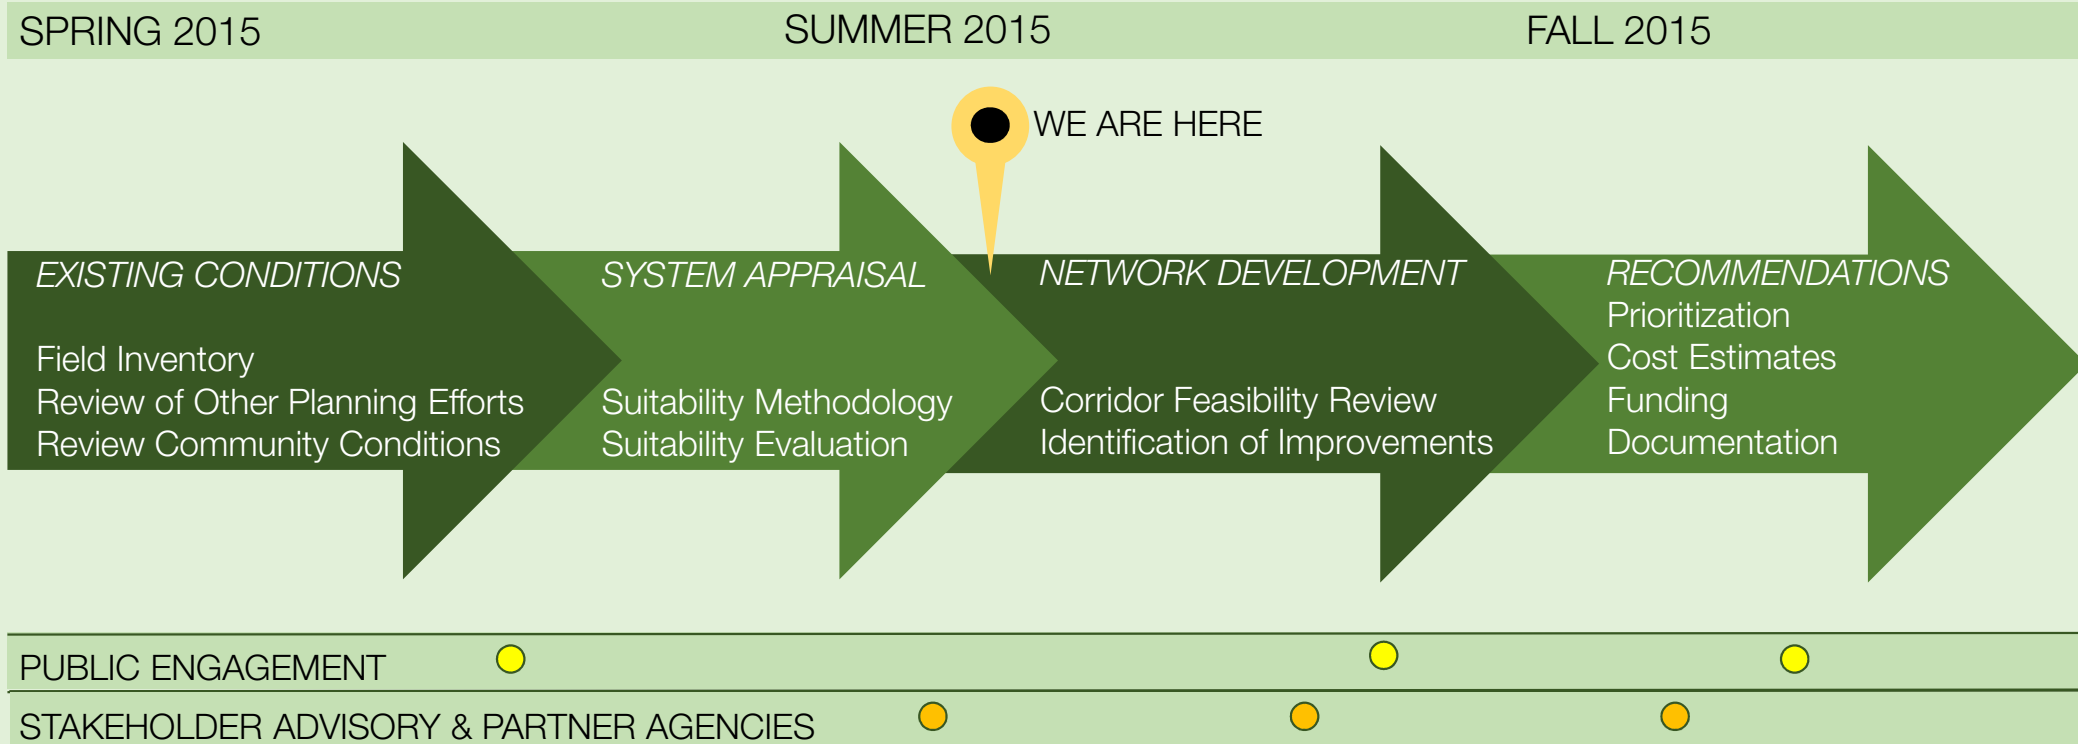 SPRING 2015
SUMMER 2015
FALL 2015
WE ARE HERE
EXISTING CONDITIONS
Field Inventory
Review of Other Planning Efforts
Review Community Conditions
SYSTEM APPRAISAL
Suitability Methodology
Suitability Evaluation
NETWORK DEVELOPMENT
Corridor Feasibility Review
Identification of Improvements
RECOMMENDATIONS
Prioritization
Cost Estimates
Funding
Documentation
PUBLIC ENGAGEMENT
STAKEHOLDER ADVISORY & PARTNER AGENCIES